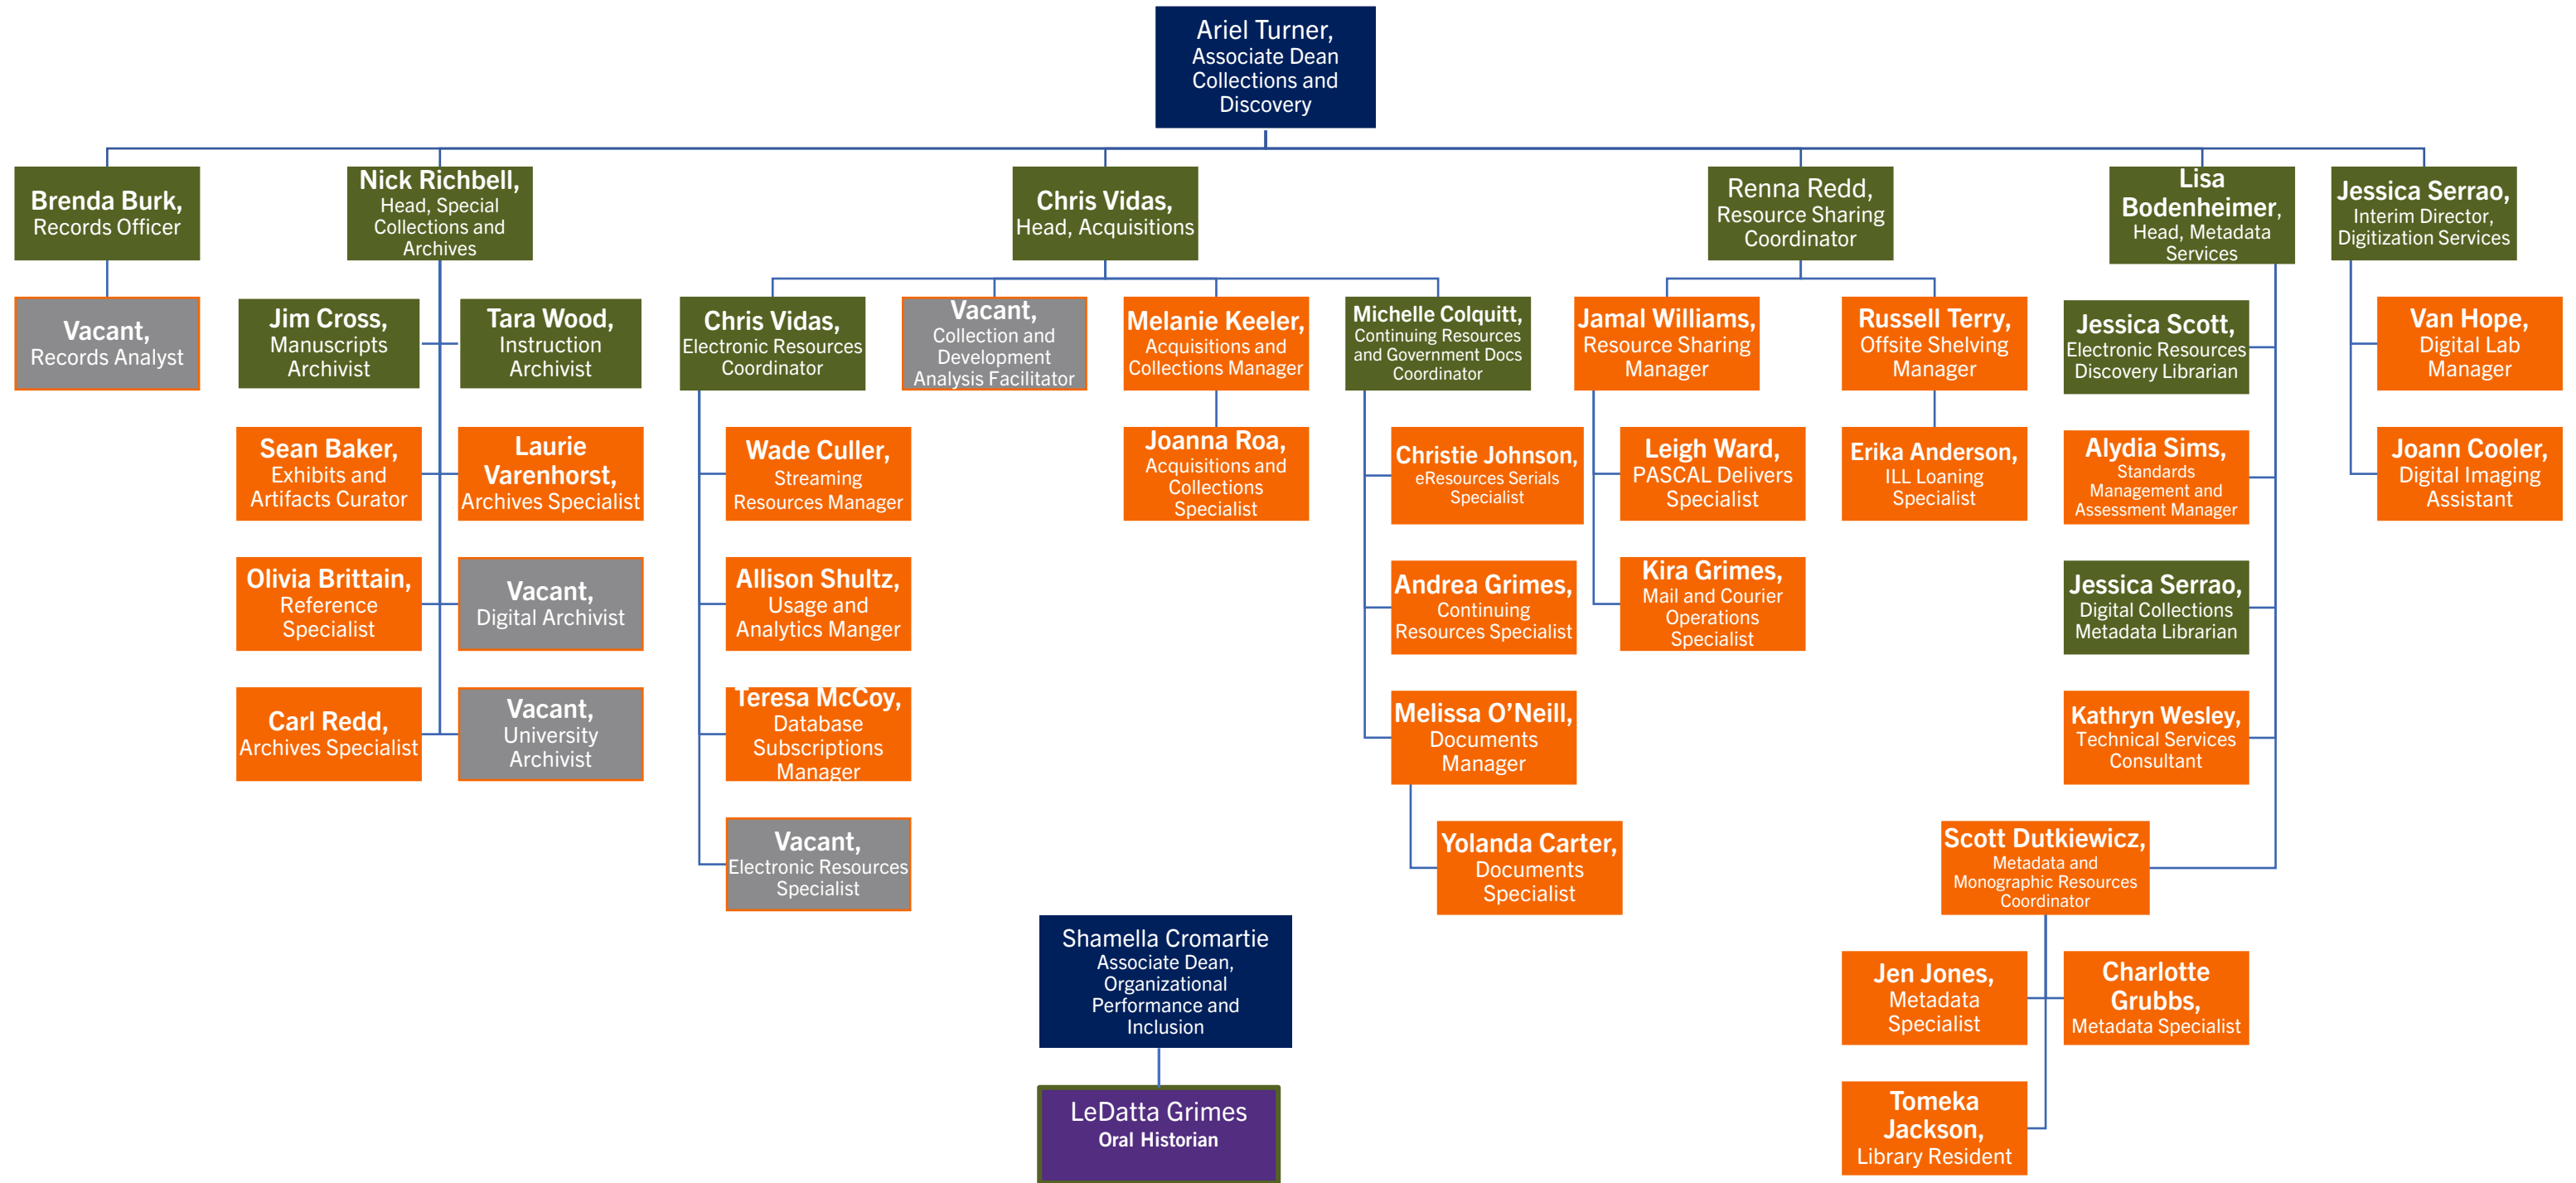 Ariel Turner,
Associate Dean
Collections and
Discovery
Brenda Burk,
Records Officer
Nick Richbell,
Head, Special
Collections and
Archives
Chris Vidas,
Head, Acquisitions
Renna Redd,
Resource Sharing
Coordinator
Lisa
Bodenheimer,
Head, Metadata
Services
Jessica Serrao,
Interim Director,
Digitization Services
Vacant,
Records Analyst
Jim Cross,
Manuscripts
Archivist
Tara Wood,
Instruction
Archivist
Chris Vidas,
Electronic Resources
Coordinator
Vacant,
Collection and
Development
Analysis Facilitator
Melanie Keeler,
Acquisitions and
Collections Manager
Michelle Colquitt,
Continuing Resources
and Government Docs
Coordinator
Jamal Williams,
Resource Sharing
Manager
Russell Terry,
Offsite Shelving
Manager
Jessica Scott,
Electronic Resources
Discovery Librarian
Van Hope,
Digital Lab
Manager
Sean Baker,
Exhibits and
Artifacts Curator
Laurie
Varenhorst,
Archives Specialist
Wade Culler,
Streaming
Resources Manager
Joanna Roa,
Acquisitions and
Collections
Specialist
Christie Johnson,
eResources Serials
Specialist
Leigh Ward,
PASCAL Delivers
Specialist
Erika Anderson,
ILL Loaning
Specialist
Alydia Sims,
Standards
Management and
Assessment Manager
Joann Cooler,
Digital Imaging
Assistant
Olivia Brittain,
Reference
Specialist
Vacant,
Digital Archivist
Allison Shultz,
Usage and
Analytics Manger
Andrea Grimes,
Continuing
Resources Specialist
Kira Grimes,
Mail and Courier
Operations
Specialist
Jessica Serrao,
Digital Collections
Metadata Librarian
Carl Redd,
Archives Specialist
Vacant,
University
Archivist
Teresa McCoy,
Database
Subscriptions
Manager
Melissa O’Neill,
Documents
Manager
Kathryn Wesley,
Technical Services
Consultant
Vacant,
Electronic Resources
Specialist
Yolanda Carter,
Documents
Specialist
Scott Dutkiewicz,
Metadata and
Monographic Resources
Coordinator
Shamella Cromartie
Associate Dean,
Organizational
Performance and
Inclusion
Jen Jones,
Metadata
Specialist
Charlotte
Grubbs,
Metadata Specialist
LeDatta Grimes
Oral Historian
Tomeka
Jackson,
Library Resident